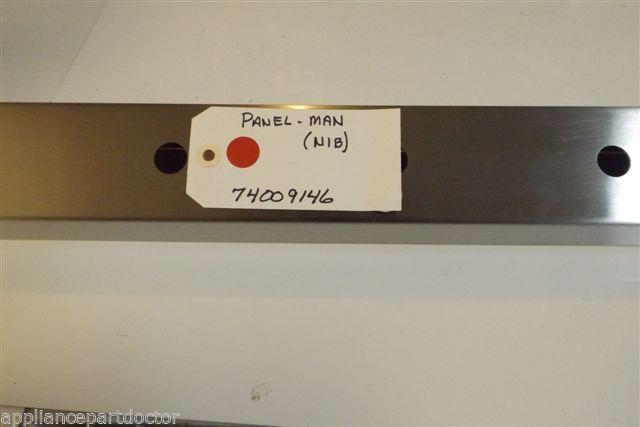 PANEL - MAN
(NIB)
74009146
© appliancepartdoctor